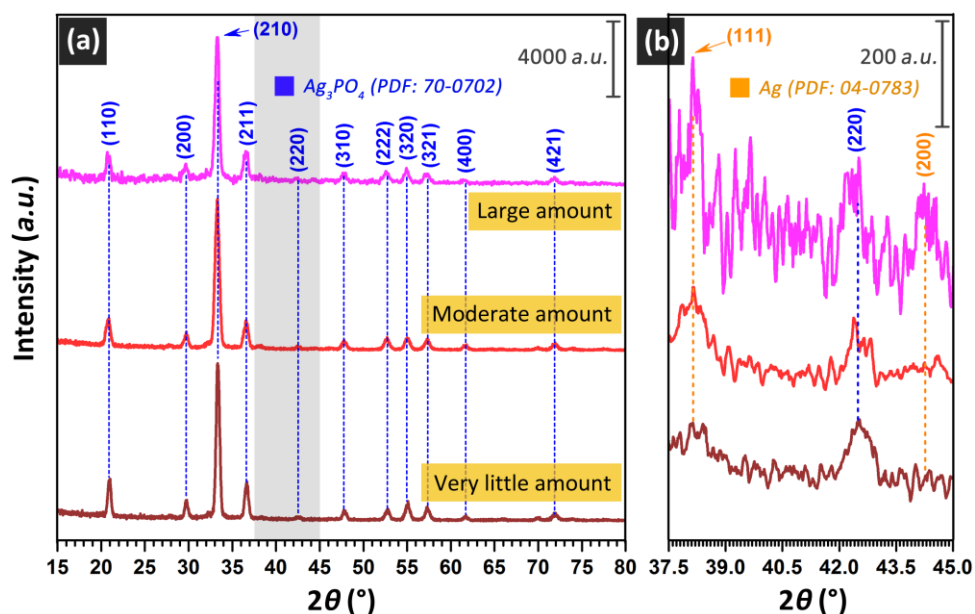 (a)
(210)
4000 a.u.
Ag₃PO₄ (PDF: 70-0702)
(110)
(200)
(211)
(220)
(310)
(222)
(320)
(321)
(400)
(421)
Large amount
Moderate amount
Very little amount
Intensity (a.u.)
15 20 25 30 35 40 45 50 55 60 65 70 75 80
2θ (°)
(b)
(111)
200 a.u.
Ag (PDF: 04-0783)
(220)
(200)
37.5 39.0 40.5 42.0 43.5 45.0
2θ (°)